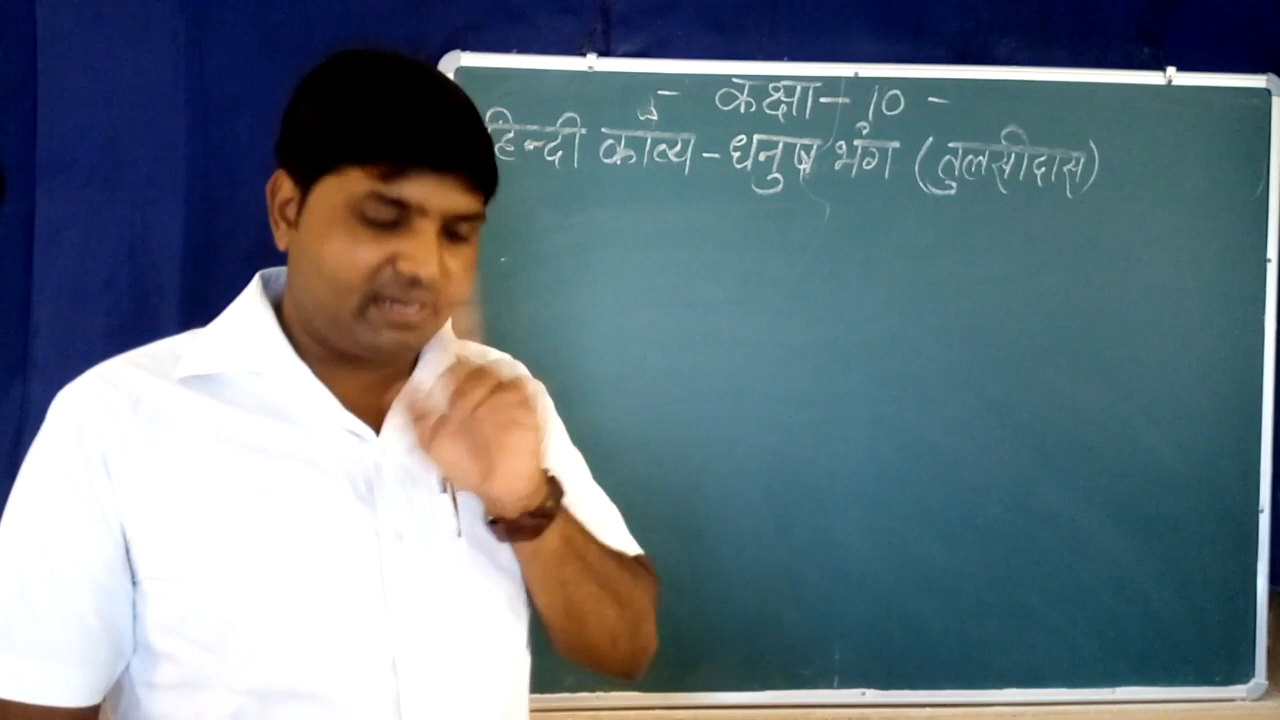 - कक्षा - 10 -
हिन्दी काव्य - धनुष भंग (तुलसीदास)